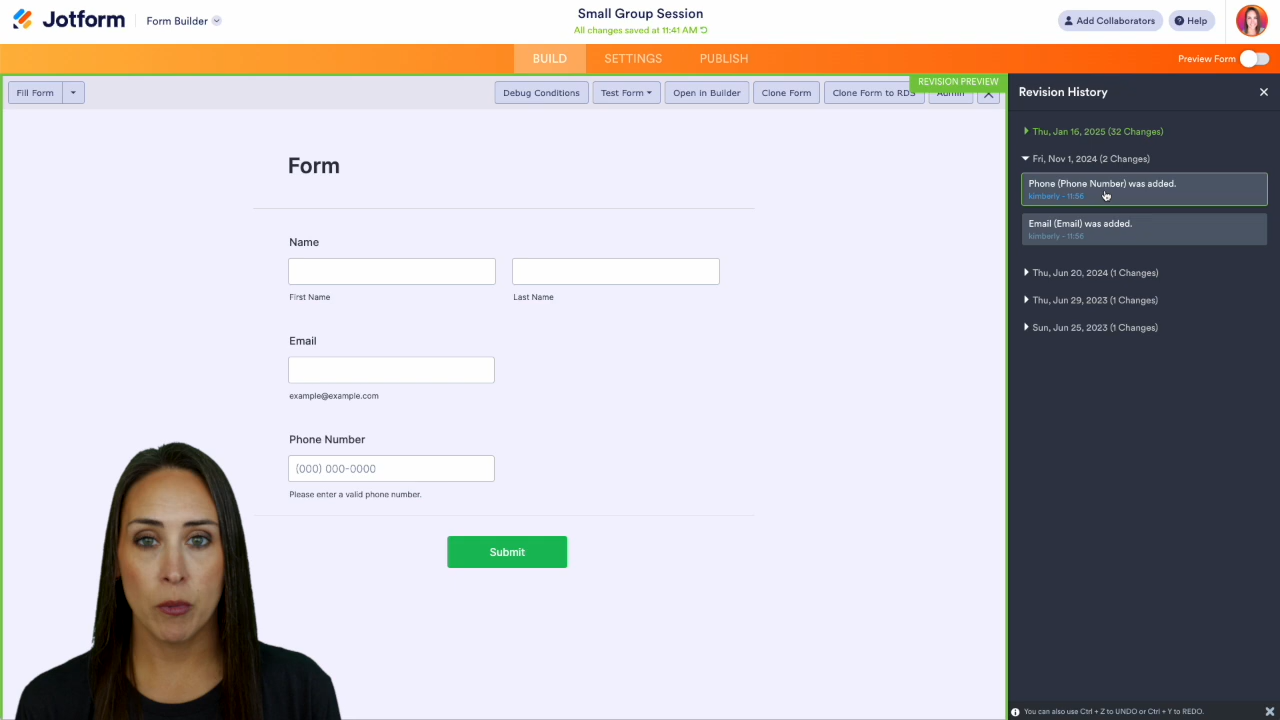 Jotform
Form Builder
Small Group Session
All changes saved at 11:41 AM
Add Collaborators
Help
BUILD
SETTINGS
PUBLISH
Preview Form
Fill Form
Debug Conditions
Test Form
Open in Builder
Clone Form
Clone Form to RDS
Admin
REVISION PREVIEW
Form
Name
First Name
Last Name
Email
example@example.com
Phone Number
(000) 000-0000
Please enter a valid phone number.
Submit
Revision History
Thu, Jan 16, 2025 (32 Changes)
Fri, Nov 1, 2024 (2 Changes)
Phone (Phone Number) was added.
kimberly - 11:56
Email (Email) was added.
kimberly - 11:56
Thu, Jun 20, 2024 (1 Changes)
Thu, Jun 29, 2023 (1 Changes)
Sun, Jun 25, 2023 (1 Changes)
You can also use Ctrl + Z to UNDO or Ctrl + Y to REDO.